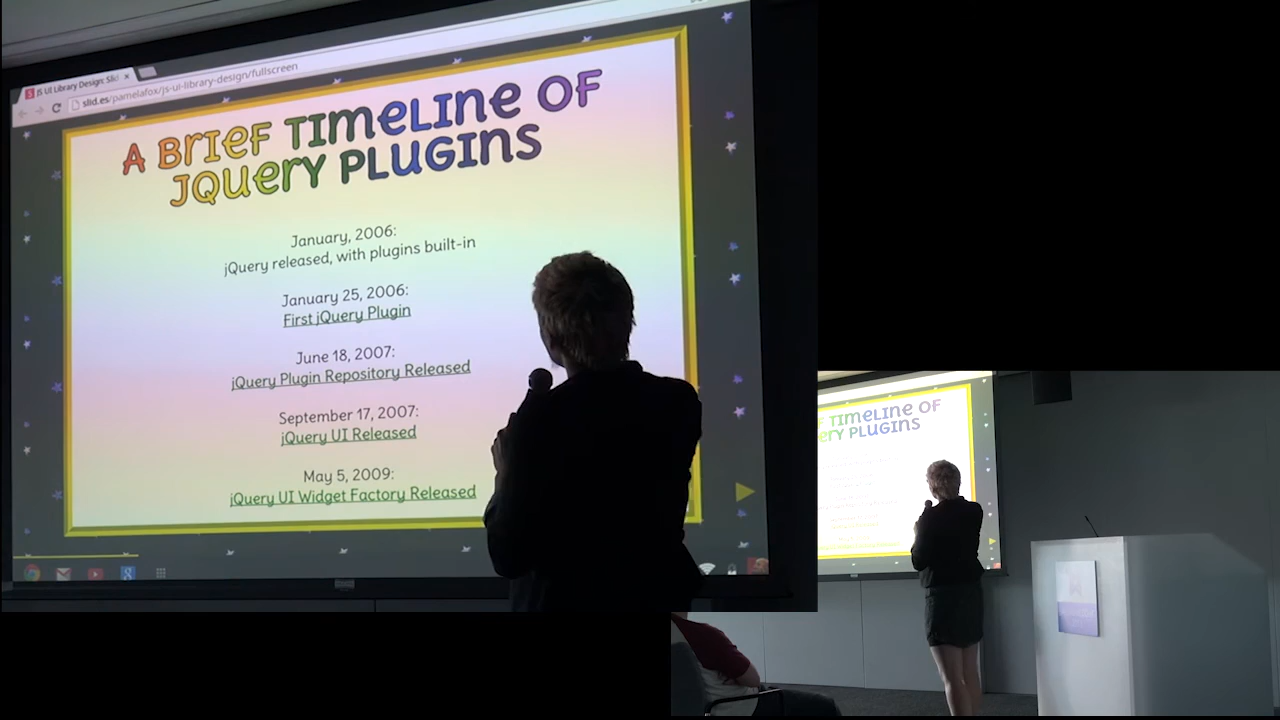 JS UI Library Design: Sli
slid.es/pamelafox/js-ui-library-design/fullscreen
A BRIEF TIMELINE OF
JQUERY PLUGINS
January, 2006:
jQuery released, with plugins built-in
January 25, 2006:
First jQuery Plugin
June 18, 2007:
jQuery Plugin Repository Released
September 17, 2007:
jQuery UI Released
May 5, 2009:
jQuery UI Widget Factory Released
F TIMELINE OF
ERY PLUGINS